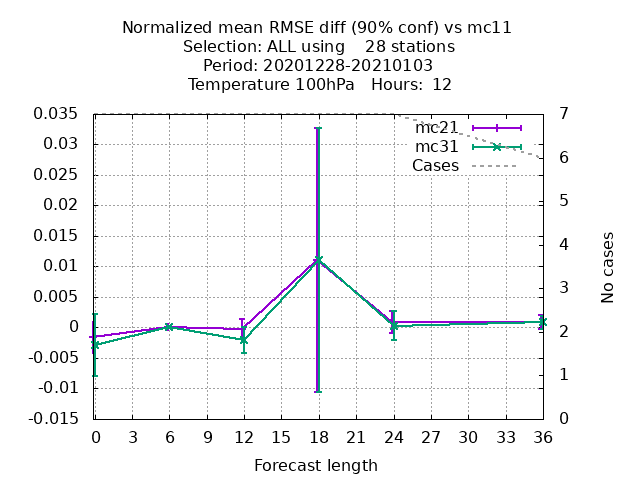 Normalized mean RMSE diff (90% conf) vs mc11
Selection: ALL using    28 stations
Period: 20201228-20210103
Temperature 100hPa   Hours:  12
0.035
0.03
0.025
0.02
0.015
0.01
0.005
0
-0.005
-0.01
-0.015
mc21
mc31
Cases
7
6
5
4
3
2
1
0
No cases
0 3 6 9 12 15 18 21 24 27 30 33 36
Forecast length